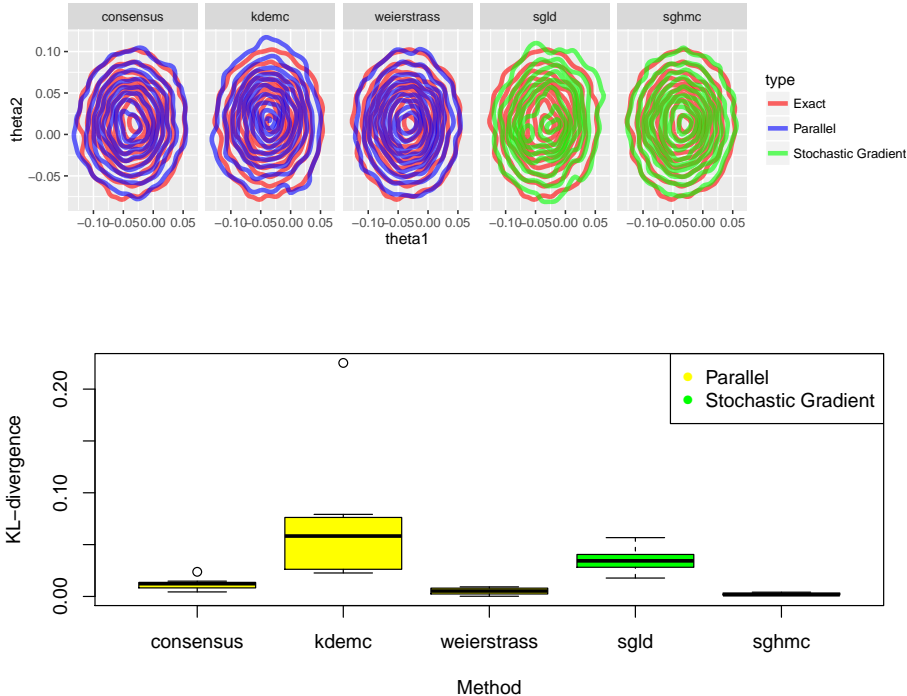 consensus kdemc weierstrass sgld sghmc
0.10
0.05
0.00
−0.05
theta2
−0.10−0.050.00 0.05 −0.10−0.050.00 0.05 −0.10−0.050.00 0.05 −0.10−0.050.00 0.05 −0.10−0.050.00 0.05
theta1
type
Exact
Parallel
Stochastic Gradient
Parallel
Stochastic Gradient
0.20
0.10
0.00
KL−divergence
consensus kdemc weierstrass sgld sghmc
Method